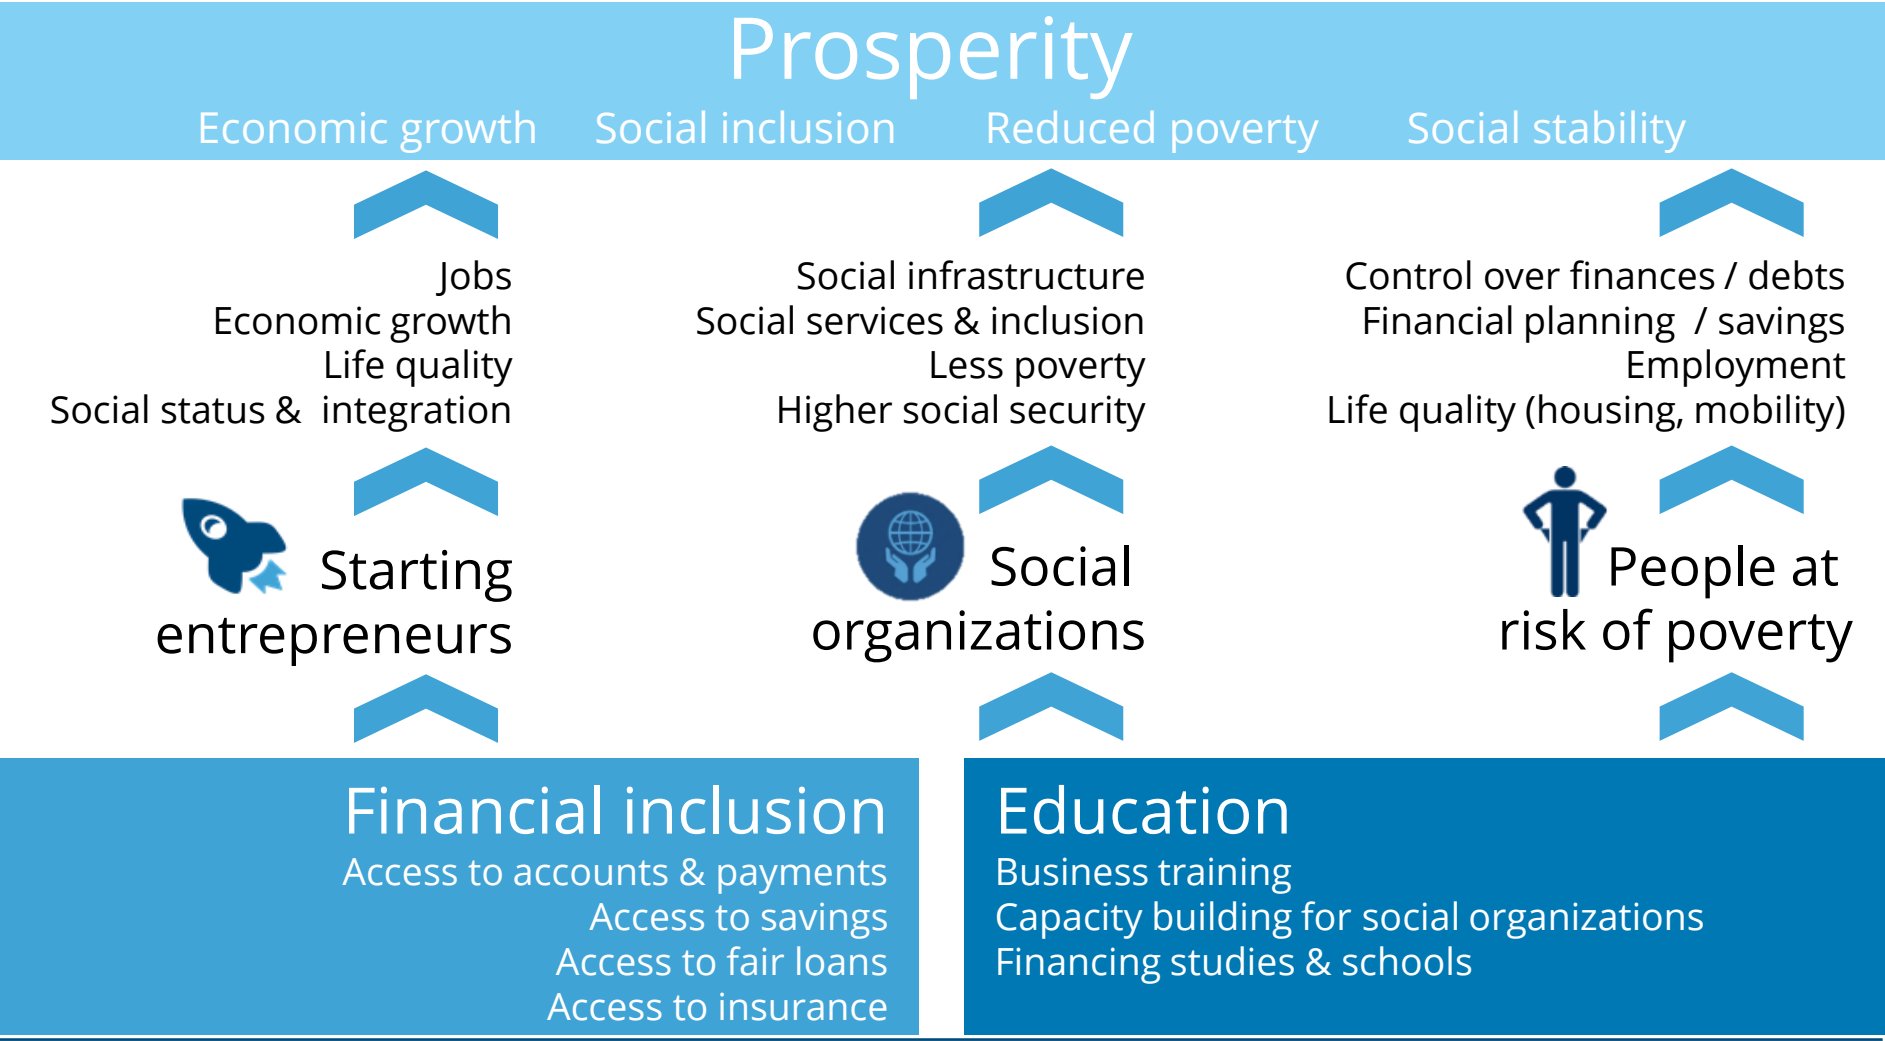 Prosperity
Economic growth Social inclusion Reduced poverty Social stability
Jobs
Economic growth
Life quality
Social status & integration
Social infrastructure
Social services & inclusion
Less poverty
Higher social security
Control over finances / debts
Financial planning / savings
Employment
Life quality (housing, mobility)
Starting
entrepreneurs
Social
organizations
People at
risk of poverty
Financial inclusion
Access to accounts & payments
Access to savings
Access to fair loans
Access to insurance
Education
Business training
Capacity building for social organizations
Financing studies & schools